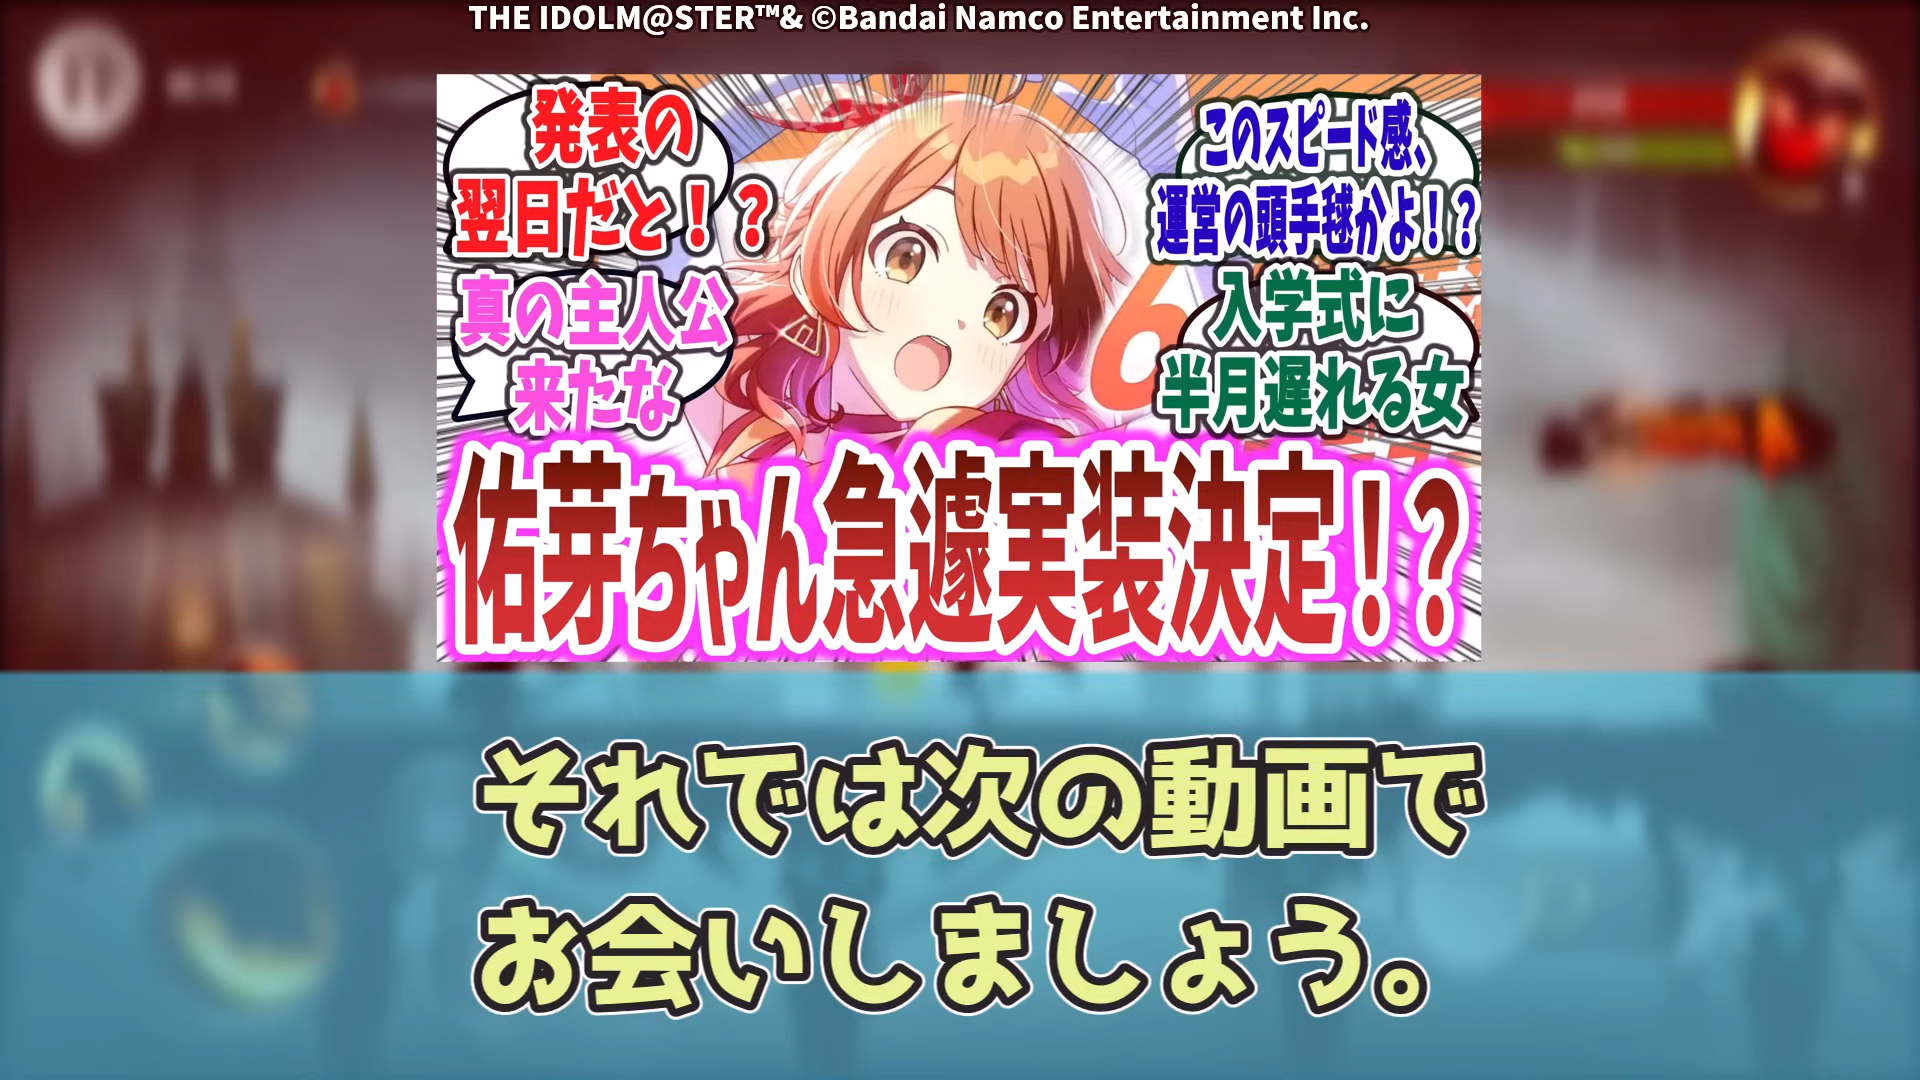 THE IDOLM@STER™& ©Bandai Namco Entertainment Inc.
発表の
翌日だと！？
このスピード感、
運営の頭手毬かよ！？
真の主人公
来たな
入学式に
半月遅れる女
6
佑芽ちゃん急遽実装決定！？
それでは次の動画で
お会いしましょう。